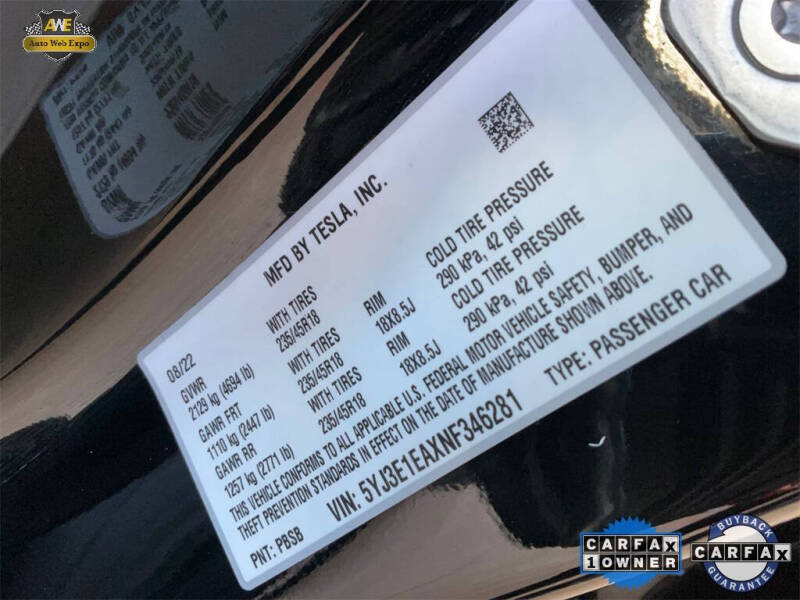 AWE
Auto Web Expo
MFD BY TESLA, INC.
08/22
GVWR WITH TIRES RIM COLD TIRE PRESSURE
2129 kg (4694 lb) 235/45R18 18X8.5J 290 kPa, 42 psi
GAWR FRT WITH TIRES RIM COLD TIRE PRESSURE
1110 kg (2447 lb) 235/45R18 18X8.5J 290 kPa, 42 psi
GAWR RR WITH TIRES
1257 kg (2771 lb) 235/45R18
THIS VEHICLE CONFORMS TO ALL APPLICABLE U.S. FEDERAL MOTOR VEHICLE SAFETY, BUMPER, AND
THEFT PREVENTION STANDARDS IN EFFECT ON THE DATE OF MANUFACTURE SHOWN ABOVE.
VIN: 5YJ3E1EAXNF346281 TYPE: PASSENGER CAR
PNT: PBSB
CARFAX
1 OWNER
BUYBACK
CARFAX
GUARANTEE